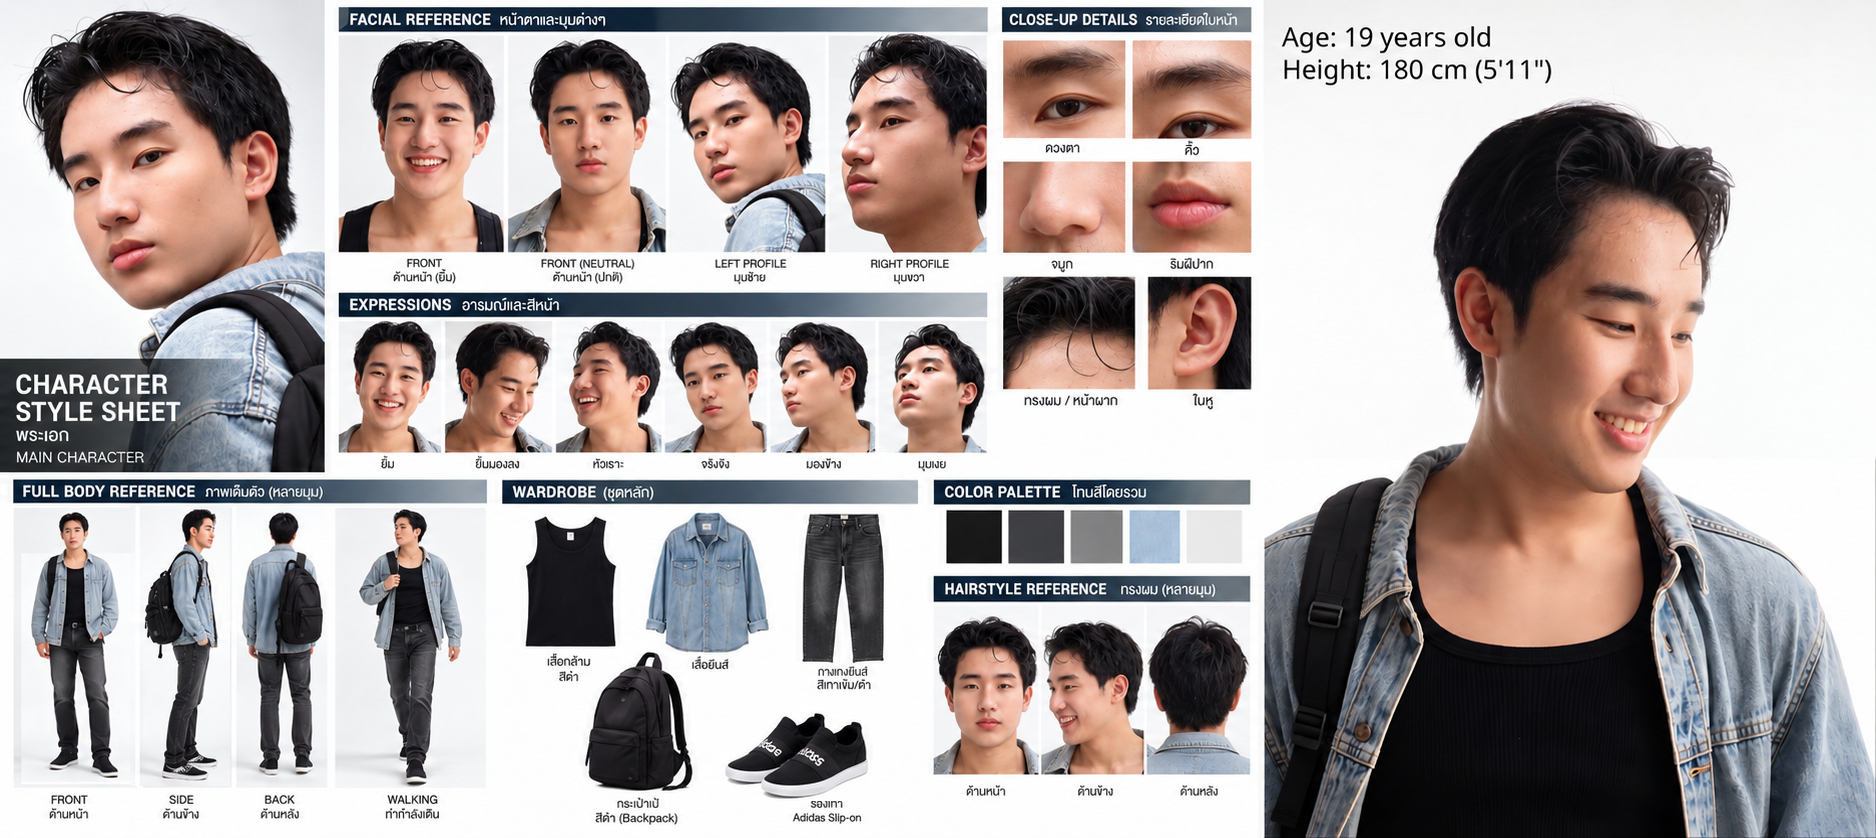 CHARACTER
STYLE SHEET
พระเอก
MAIN CHARACTER
FACIAL REFERENCE หน้าตาและมุมต่างๆ
FRONT
ด้านหน้า (ยิ้ม)
FRONT (NEUTRAL)
ด้านหน้า (ปกติ)
LEFT PROFILE
มุมซ้าย
RIGHT PROFILE
มุมขวา
EXPRESSIONS อารมณ์และสีหน้า
ยิ้ม
ยิ้มมองลง
หัวเราะ
จริงจัง
มองข้าง
มุมเงย
CLOSE-UP DETAILS รายละเอียดใบหน้า
ดวงตา
คิ้ว
จมูก
ริมฝีปาก
ทรงผม / หน้าผาก
ใบหู
Age: 19 years old
Height: 180 cm (5'11")
FULL BODY REFERENCE ภาพเต็มตัว (หลายมุม)
FRONT
ด้านหน้า
SIDE
ด้านข้าง
BACK
ด้านหลัง
WALKING
ท่ากำลังเดิน
WARDROBE (ชุดหลัก)
เสื้อกล้าม
สีดำ
เสื้อยีนส์
กางเกงยีนส์
สีเทาเข้ม/ดำ
กระเป๋าเป้
สีดำ (Backpack)
รองเทา
Adidas Slip-on
COLOR PALETTE โทนสีโดยรวม
HAIRSTYLE REFERENCE ทรงผม (หลายมุม)
ด้านหน้า
ด้านข้าง
ด้านหลัง